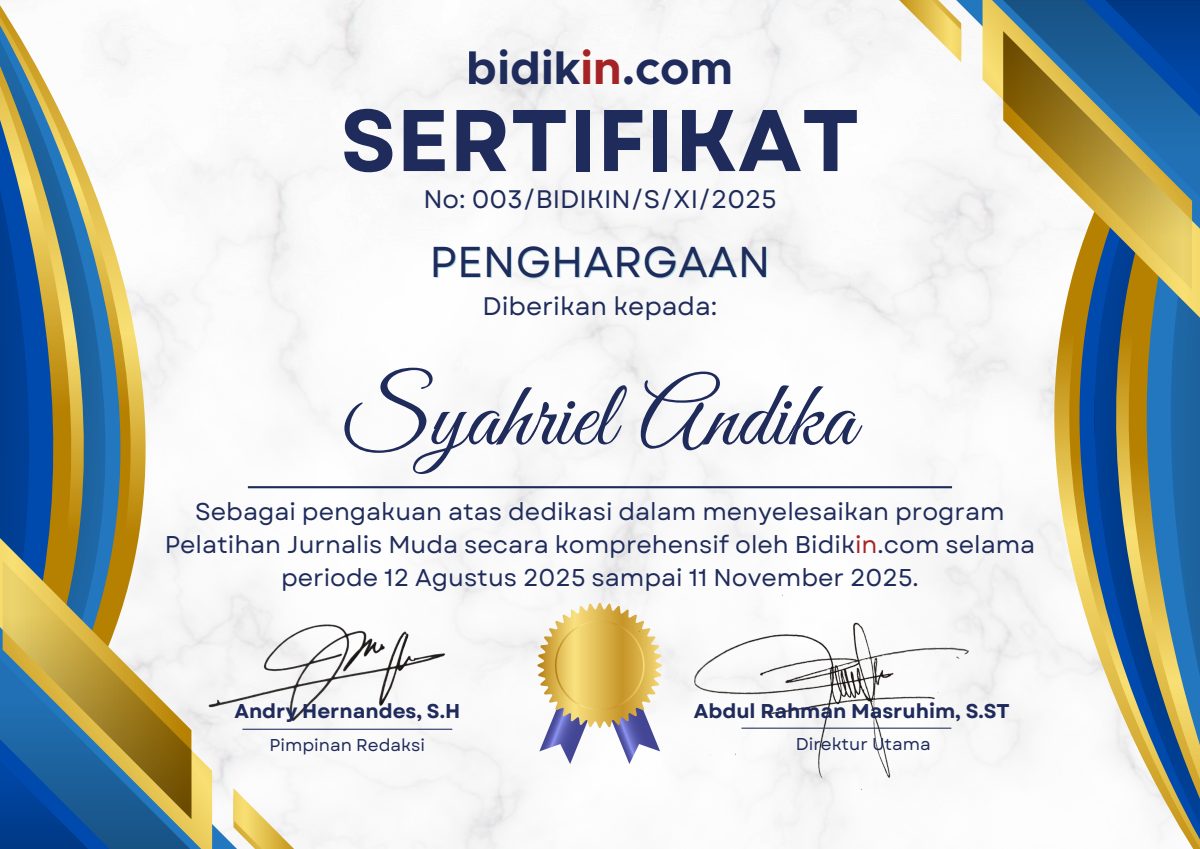 bidikin.com
SERTIFIKAT
No: 003/BIDIKIN/S/XI/2025
PENGHARGAAN
Diberikan kepada:
Syahriel Andika
Sebagai pengakuan atas dedikasi dalam menyelesaikan program
Pelatihan Jurnalis Muda secara komprehensif oleh Bidikin.com selama
periode 12 Agustus 2025 sampai 11 November 2025.
Andry Hernandes, S.H
Pimpinan Redaksi
Abdul Rahman Masruhim, S.ST
Direktur Utama